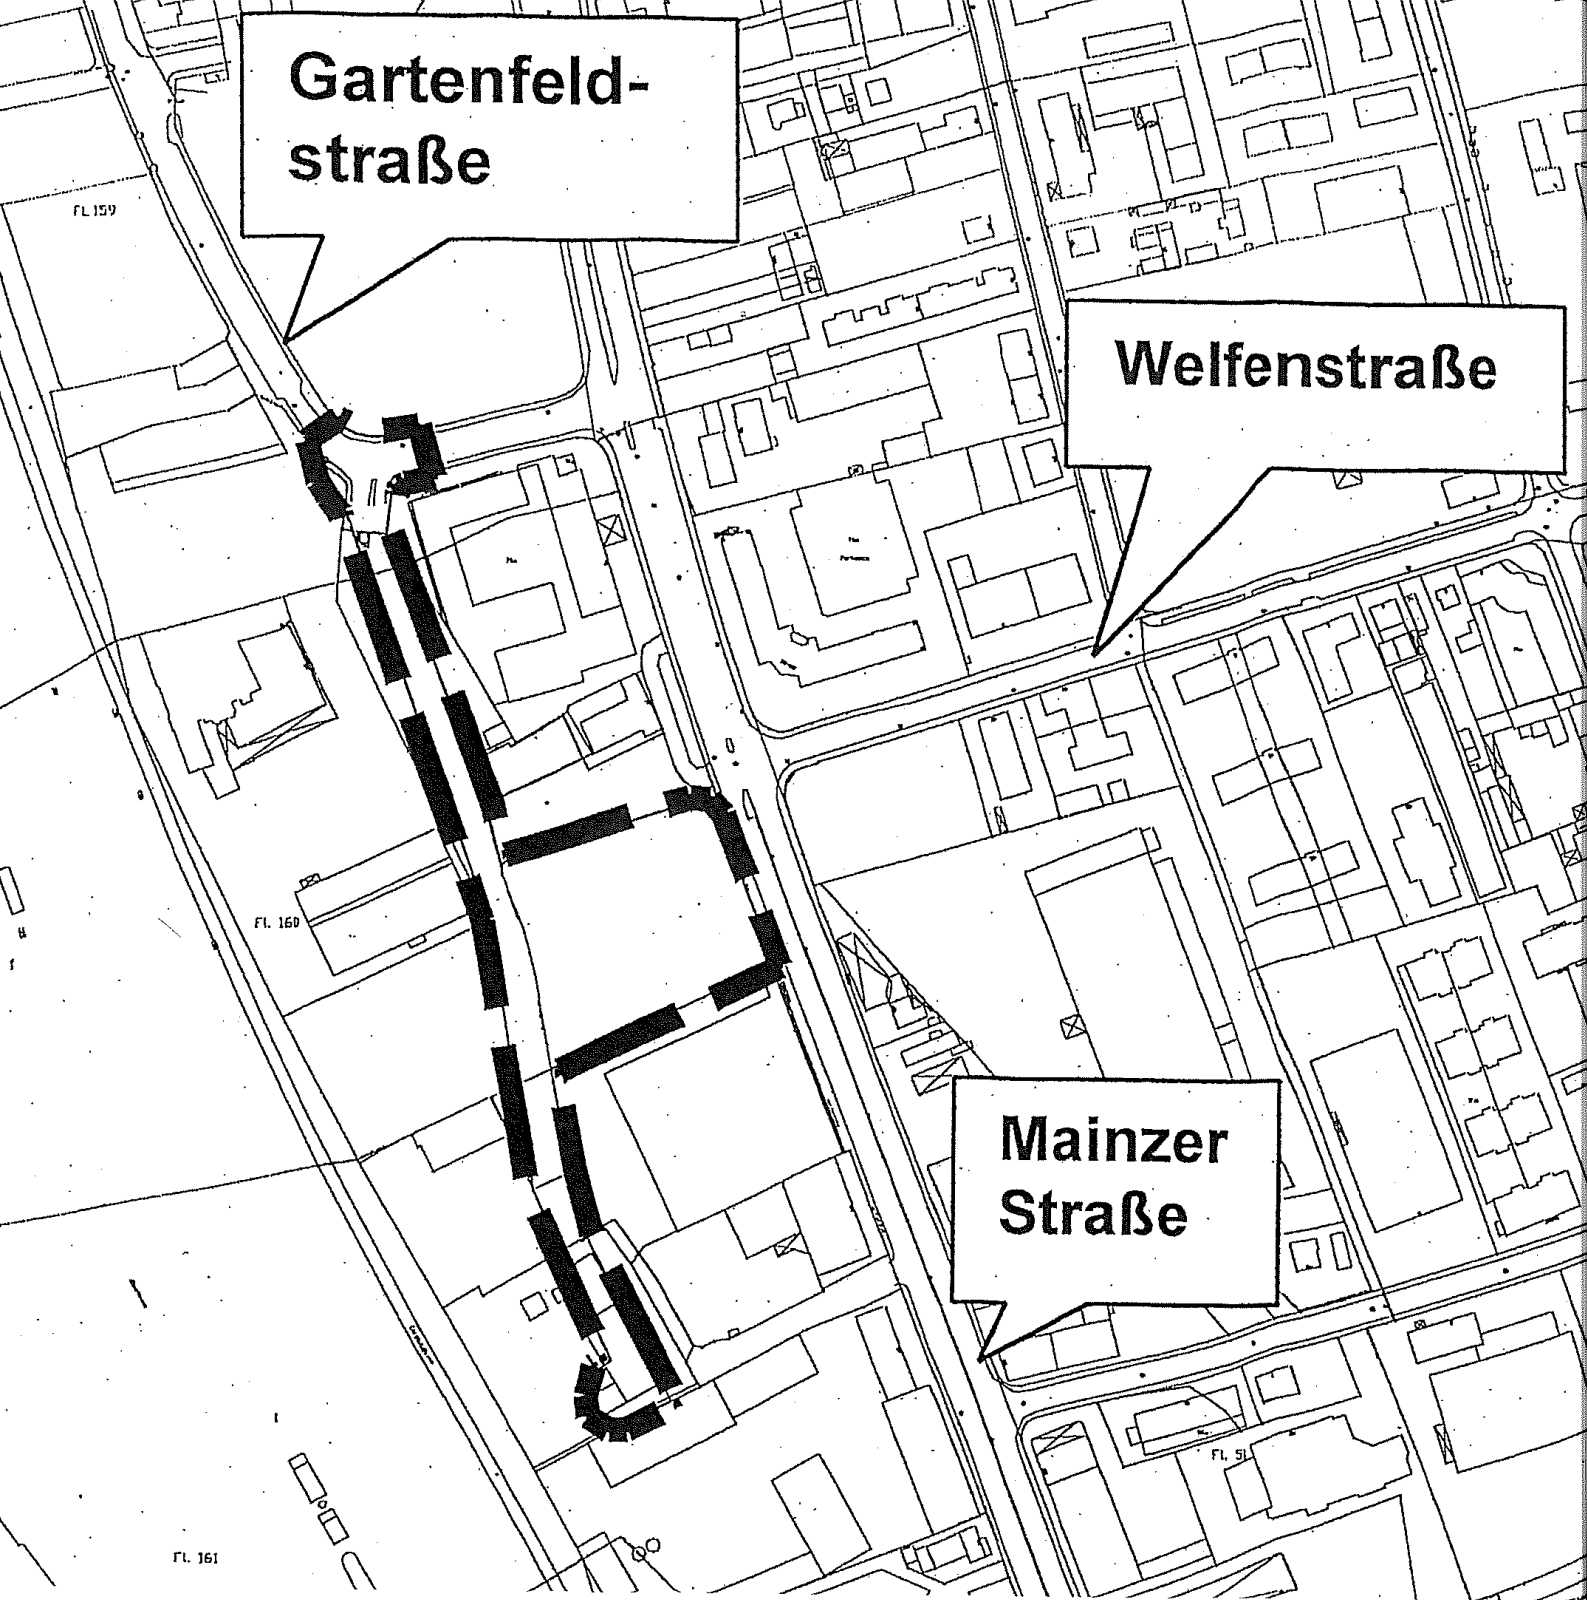 Gartenfeld-
straße
FL 159
Welfenstraße
Fl. 160
Mainzer
Straße
Fl. 51
Fl. 161